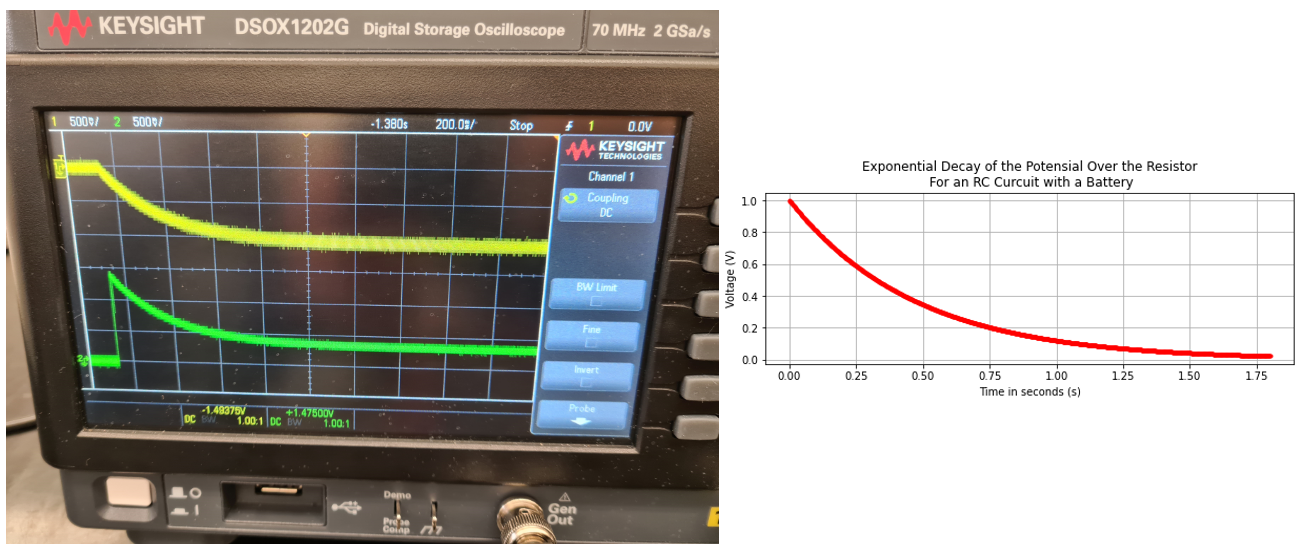 KEYSIGHT DSOX1202G Digital Storage Oscilloscope 70 MHz 2 GSa/s
1 500V/ 2 500V/ -1.380s 200.0s/ Stop 1 0.0V
KEYSIGHT
TECHNOLOGIES
Channel 1
Coupling
DC
BW Limit
Fine
Invert
Probe
-1.49375V +1.47500V
DC BW 1.00:1 DC BW 1.00:1
Demo
Probe
Comp
Gen
Out
Exponential Decay of the Potensial Over the Resistor
For an RC Curcuit with a Battery
Voltage (V)
1.0
0.8
0.6
0.4
0.2
0.0
0.00 0.25 0.50 0.75 1.00 1.25 1.50 1.75
Time in seconds (s)